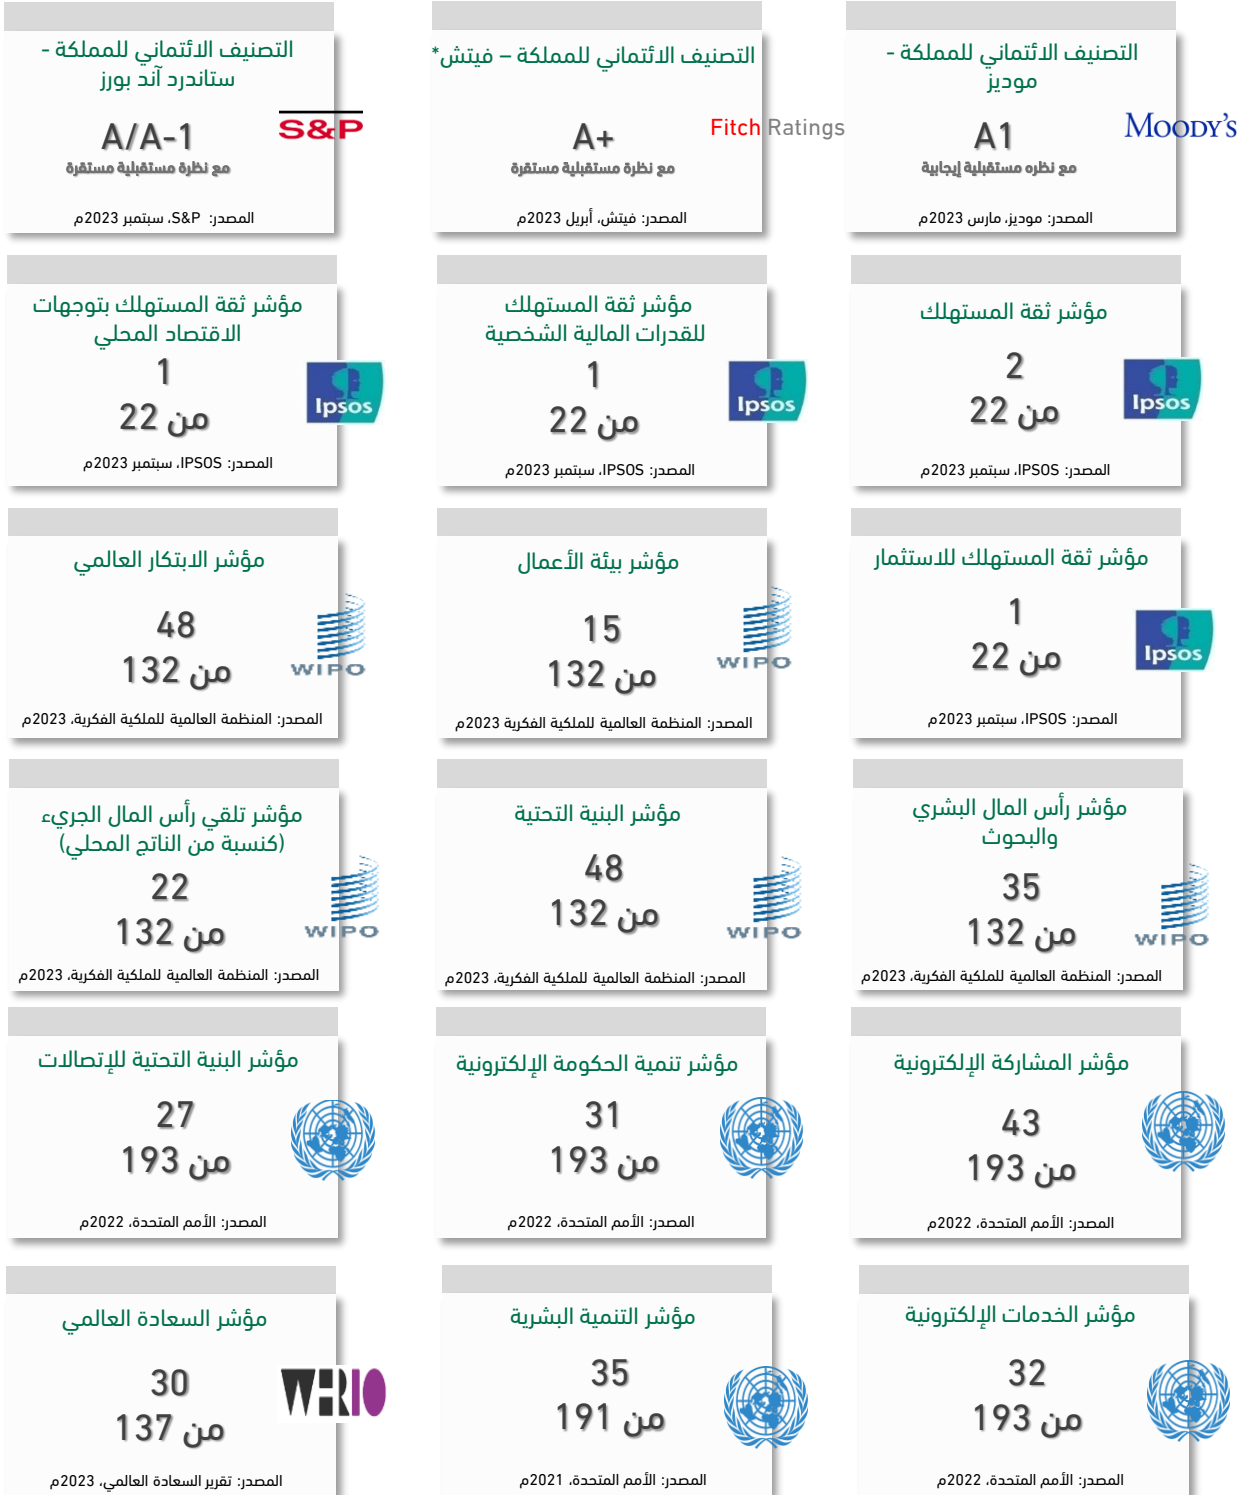 التصنيف الائتماني للمملكة -
موديز
MOODY'S
A1
مع نظره مستقبلية إيجابية
المصدر: موديز، مارس 2023م
التصنيف الائتماني للمملكة – فيتش*
Fitch Ratings
A+
مع نظرة مستقبلية مستقرة
المصدر: فيتش، أبريل 2023م
التصنيف الائتماني للمملكة -
ستاندرد آند بورز
S&P
A/A-1
مع نظرة مستقبلية مستقرة
المصدر: S&P، سبتمبر 2023م
مؤشر ثقة المستهلك
2
من 22
Ipsos
المصدر: IPSOS، سبتمبر 2023م
مؤشر ثقة المستهلك
للقدرات المالية الشخصية
1
من 22
Ipsos
المصدر: IPSOS، سبتمبر 2023م
مؤشر ثقة المستهلك بتوجهات
الاقتصاد المحلي
1
من 22
Ipsos
المصدر: IPSOS، سبتمبر 2023م
مؤشر ثقة المستهلك للاستثمار
1
من 22
Ipsos
المصدر: IPSOS، سبتمبر 2023م
مؤشر بيئة الأعمال
15
من 132
WIPO
المصدر: المنظمة العالمية للملكية الفكرية 2023م
مؤشر الابتكار العالمي
48
من 132
WIPO
المصدر: المنظمة العالمية للملكية الفكرية، 2023م
مؤشر رأس المال البشري
والبحوث
35
من 132
WIPO
المصدر: المنظمة العالمية للملكية الفكرية، 2023م
مؤشر البنية التحتية
48
من 132
WIPO
المصدر: المنظمة العالمية للملكية الفكرية، 2023م
مؤشر تلقي رأس المال الجريء
(كنسبة من الناتج المحلي)
22
من 132
WIPO
المصدر: المنظمة العالمية للملكية الفكرية، 2023م
مؤشر المشاركة الإلكترونية
43
من 193
المصدر: الأمم المتحدة، 2022م
مؤشر تنمية الحكومة الإلكترونية
31
من 193
المصدر: الأمم المتحدة، 2022م
مؤشر البنية التحتية للإتصالات
27
من 193
المصدر: الأمم المتحدة، 2022م
مؤشر الخدمات الإلكترونية
32
من 193
المصدر: الأمم المتحدة، 2022م
مؤشر التنمية البشرية
35
من 191
المصدر: الأمم المتحدة، 2021م
مؤشر السعادة العالمي
30
من 137
WHR10
المصدر: تقرير السعادة العالمي، 2023م